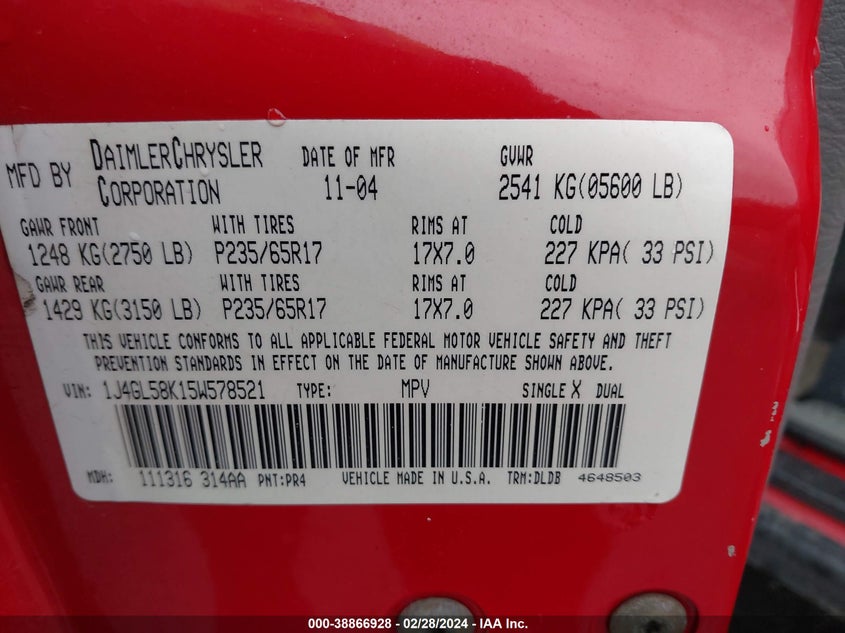 MFD BY DAIMLERCHRYSLER CORPORATION
DATE OF MFR 11-04
GVWR 2541 KG(05600 LB)
GAWR FRONT WITH TIRES RIMS AT COLD
1248 KG(2750 LB) P235/65R17 17X7.0 227 KPA( 33 PSI)
GAWR REAR WITH TIRES RIMS AT COLD
1429 KG(3150 LB) P235/65R17 17X7.0 227 KPA( 33 PSI)
THIS VEHICLE CONFORMS TO ALL APPLICABLE FEDERAL MOTOR VEHICLE SAFETY AND THEFT
PREVENTION STANDARDS IN EFFECT ON THE DATE OF MANUFACTURE SHOWN ABOVE.
VIN: 1J4GL58K15W578521 TYPE: MPV SINGLE X DUAL
MDH: 111316 314AA PNT:PR4 VEHICLE MADE IN U.S.A. TRM:DLDB 4648503
000-38866928 - 02/28/2024 - IAA Inc.